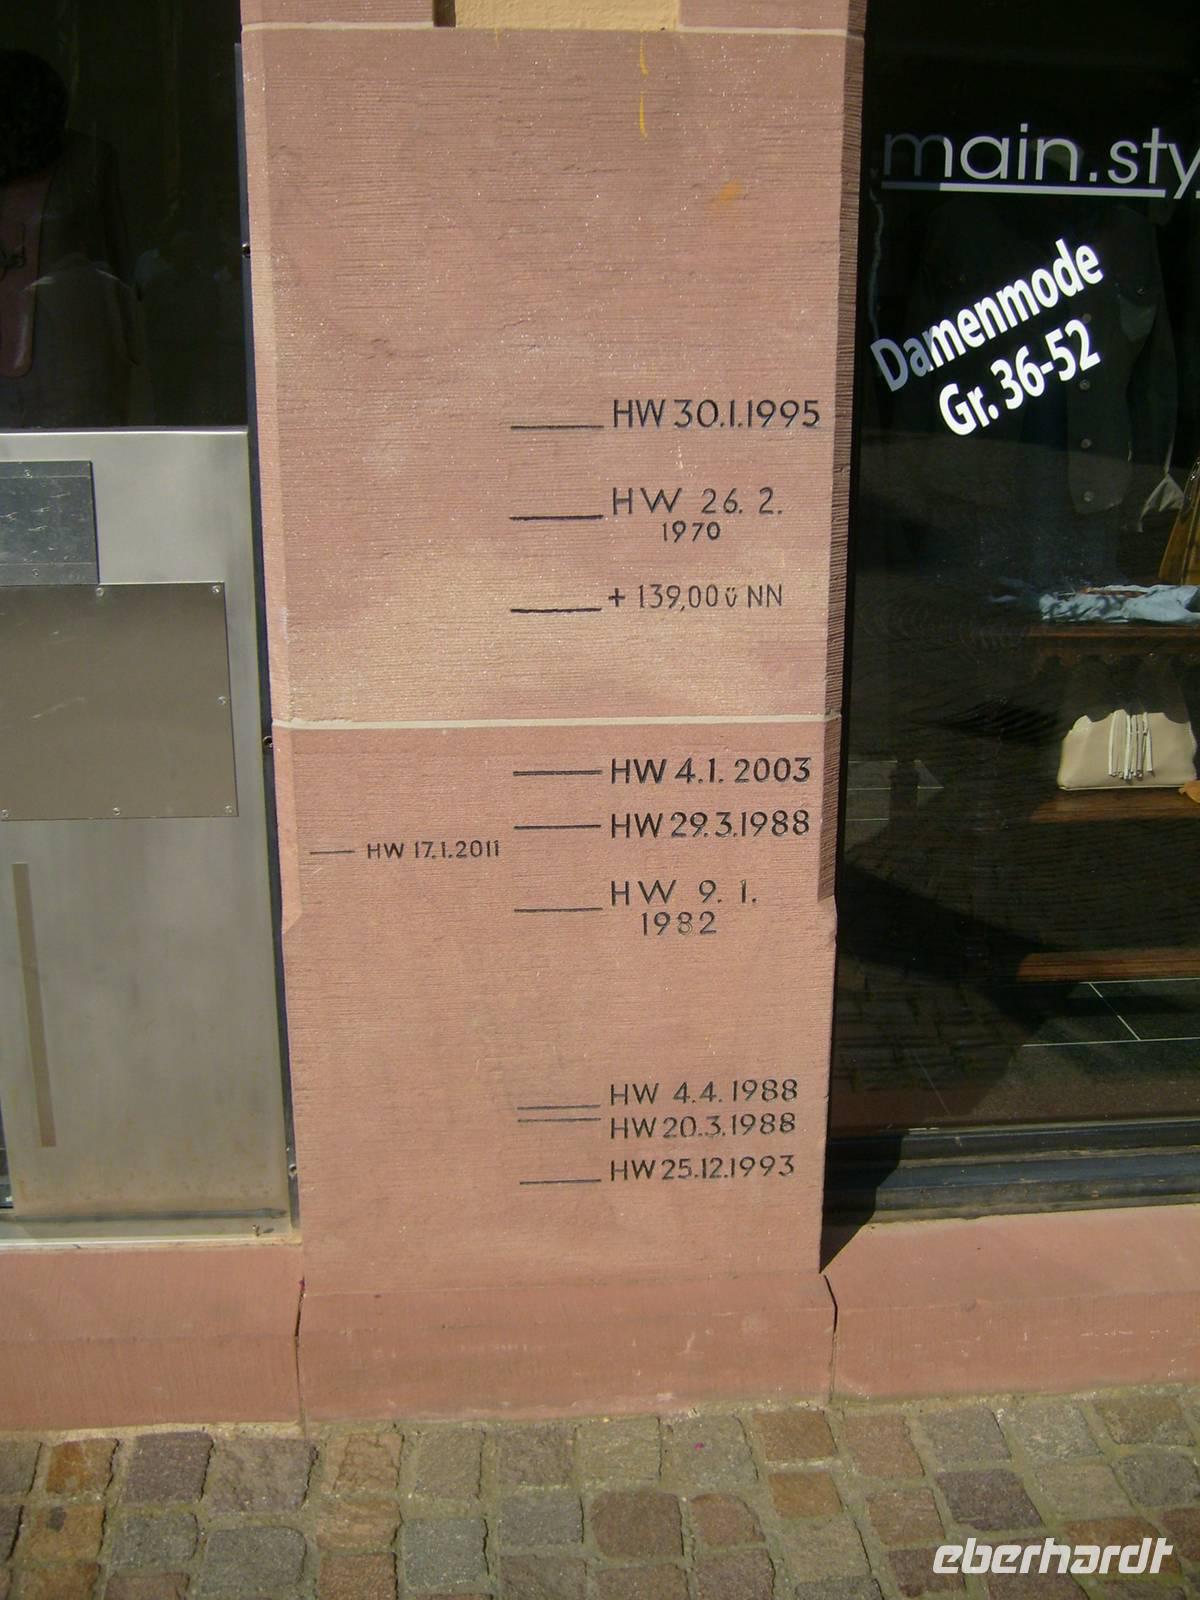 main.sty
Damenmode
Gr. 36-52
HW 30.1.1995
HW 26. 2.
1970
+ 139,00 ü NN
HW 4.1. 2003
HW 29.3.1988
HW 17.1.2011
HW 9. 1.
1982
HW 4.4.1988
HW 20.3.1988
HW 25.12.1993
eberhardt